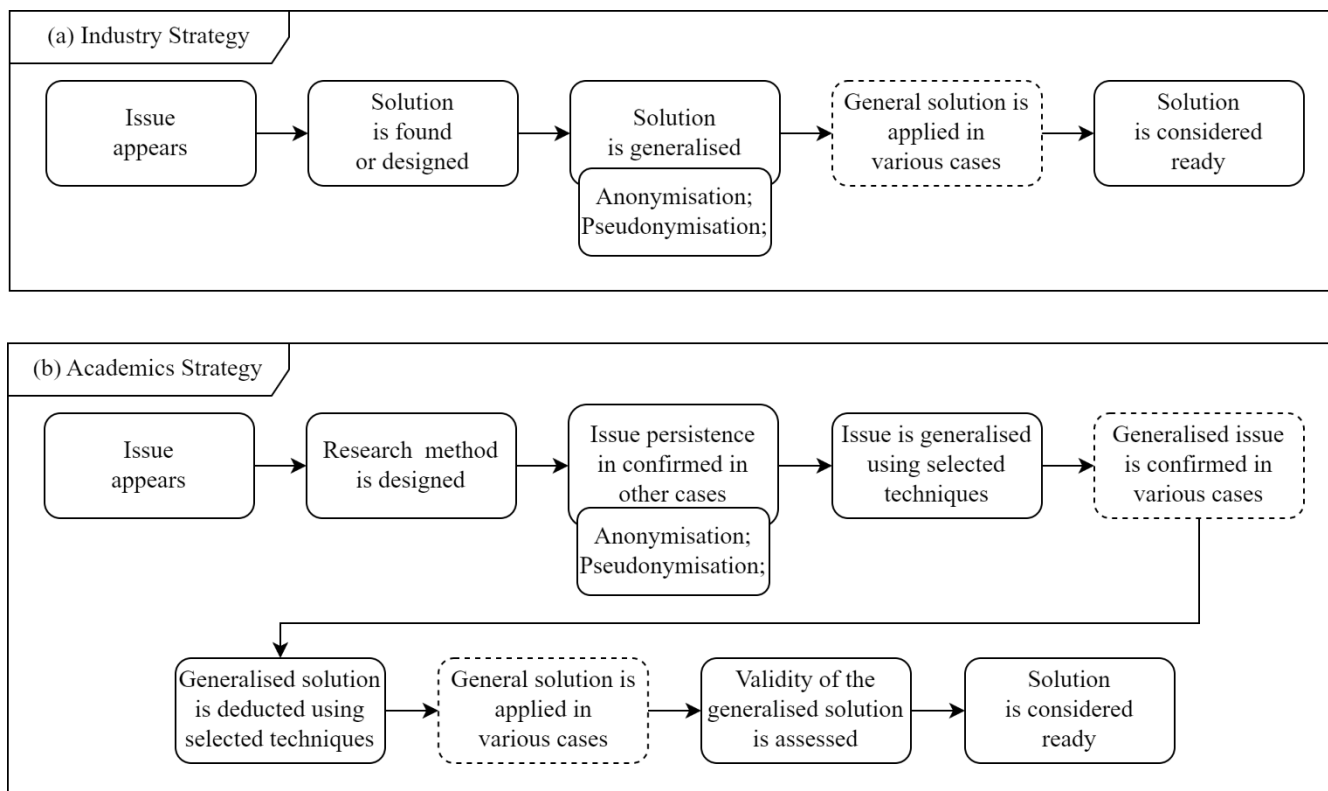 (a) Industry Strategy
Issue
appears
Solution
is found
or designed
Solution
is generalised
Anonymisation;
Pseudonymisation;
General solution is
applied in
various cases
Solution
is considered
ready
(b) Academics Strategy
Issue
appears
Research method
is designed
Issue persistence
in confirmed in
other cases
Anonymisation;
Pseudonymisation;
Issue is generalised
using selected
techniques
Generalised issue
is confirmed in
various cases
Generalised solution
is deducted using
selected techniques
General solution is
applied in
various cases
Validity of the
generalised solution
is assessed
Solution
is considered
ready